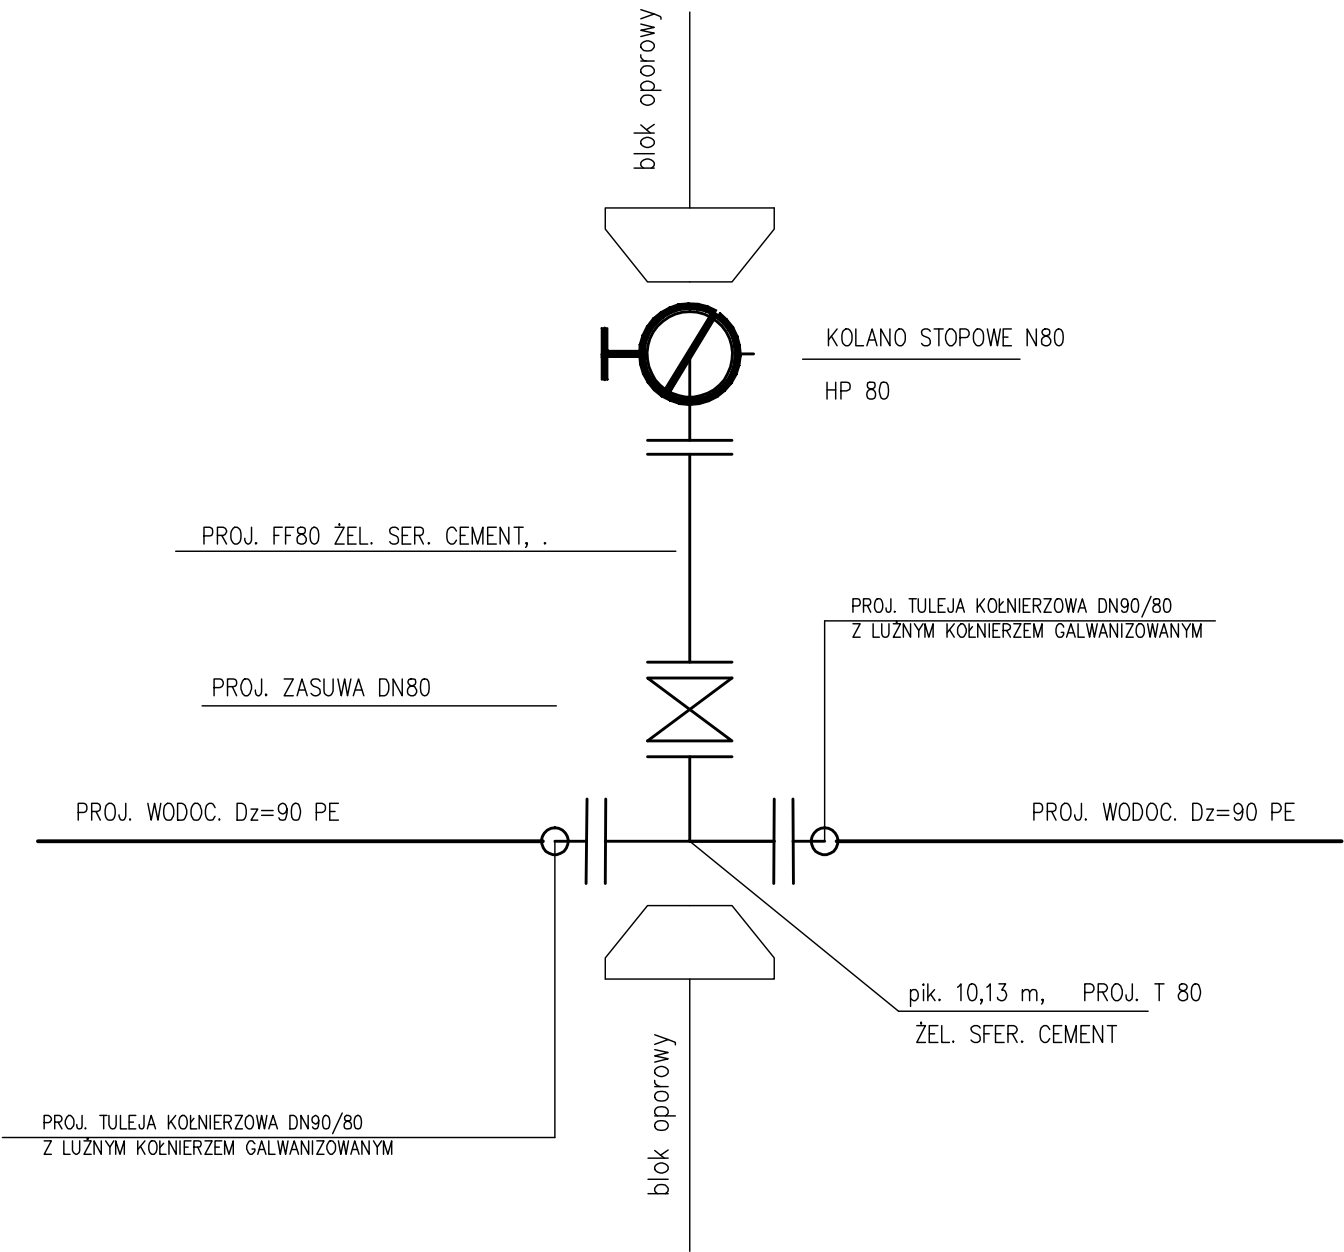 blok oporowy
KOLANO STOPOWE N80
HP 80
PROJ. FF80 ŻEL. SER. CEMENT, .
PROJ. TULEJA KOŁNIERZOWA DN90/80
Z LUŹNYM KOŁNIERZEM GALWANIZOWANYM
PROJ. ZASUWA DN80
PROJ. WODOC. Dz=90 PE
PROJ. WODOC. Dz=90 PE
pik. 10,13 m, PROJ. T 80
ŻEL. SFER. CEMENT
blok oporowy
PROJ. TULEJA KOŁNIERZOWA DN90/80
Z LUŹNYM KOŁNIERZEM GALWANIZOWANYM